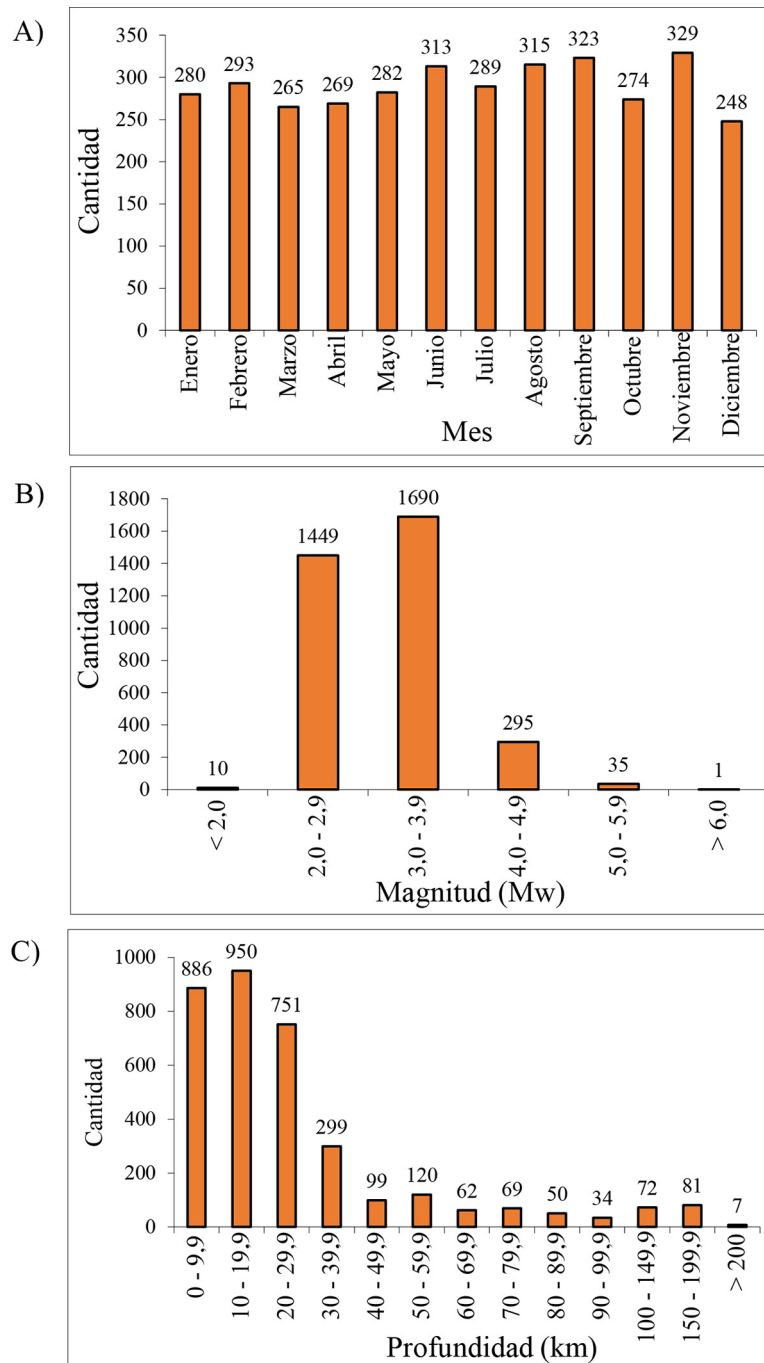 A)
350
300
250
200
150
100
50
0
Cantidad
280 293 265 269 282 313 289 315 323 274 329 248
Enero Febrero Marzo Abril Mayo Junio Julio Agosto Septiembre Octubre Noviembre Diciembre
Mes
B)
1800
1600
1400
1200
1000
800
600
400
200
0
Cantidad
10 1449 1690 295 35 1
< 2,0 2,0 - 2,9 3,0 - 3,9 4,0 - 4,9 5,0 - 5,9 > 6,0
Magnitud (Mw)
C)
1000
800
600
400
200
0
Cantidad
886 950 751 299 99 120 62 69 50 34 72 81 7
0 - 9,9 10 - 19,9 20 - 29,9 30 - 39,9 40 - 49,9 50 - 59,9 60 - 69,9 70 - 79,9 80 - 89,9 90 - 99,9 100 - 149,9 150 - 199,9 > 200
Profundidad (km)